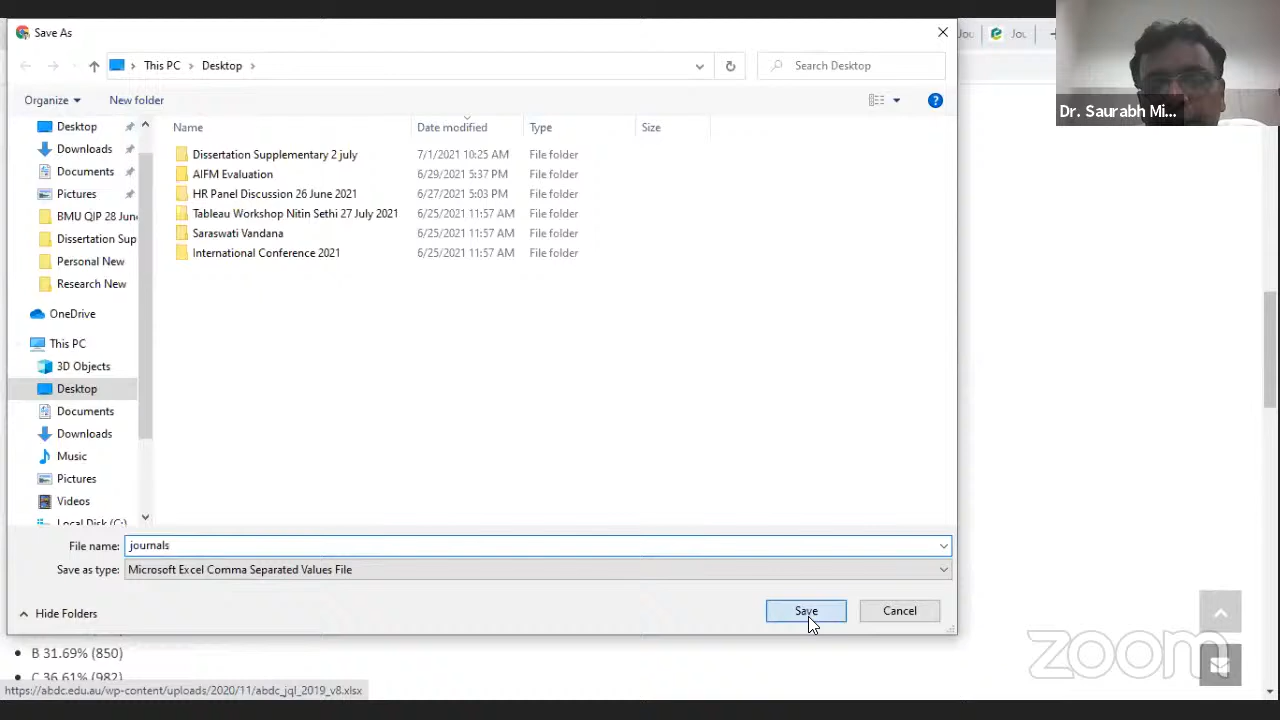 Save As
This PC
Desktop
Search Desktop
Organize
New folder
Name
Date modified
Type
Size
Desktop
Downloads
Documents
Pictures
BMU QIP 28 June
Dissertation Sup
Personal New
Research New
OneDrive
This PC
3D Objects
Desktop
Documents
Downloads
Music
Pictures
Videos
Local Disk (C:)
Dissertation Supplementary 2 july 7/1/2021 10:25 AM File folder
AIFM Evaluation 6/29/2021 5:37 PM File folder
HR Panel Discussion 26 June 2021 6/27/2021 5:03 PM File folder
Tableau Workshop Nitin Sethi 27 July 2021 6/25/2021 11:57 AM File folder
Saraswati Vandana 6/25/2021 11:57 AM File folder
International Conference 2021 6/25/2021 11:57 AM File folder
File name: journals
Save as type: Microsoft Excel Comma Separated Values File
Hide Folders
Save
Cancel
Jou
Dr. Saurabh Mi...
B 31.69% (850)
C 36.61% (982)
https://abdc.edu.au/wp-content/uploads/2020/11/abdc_jql_2019_v8.xlsx
zoom